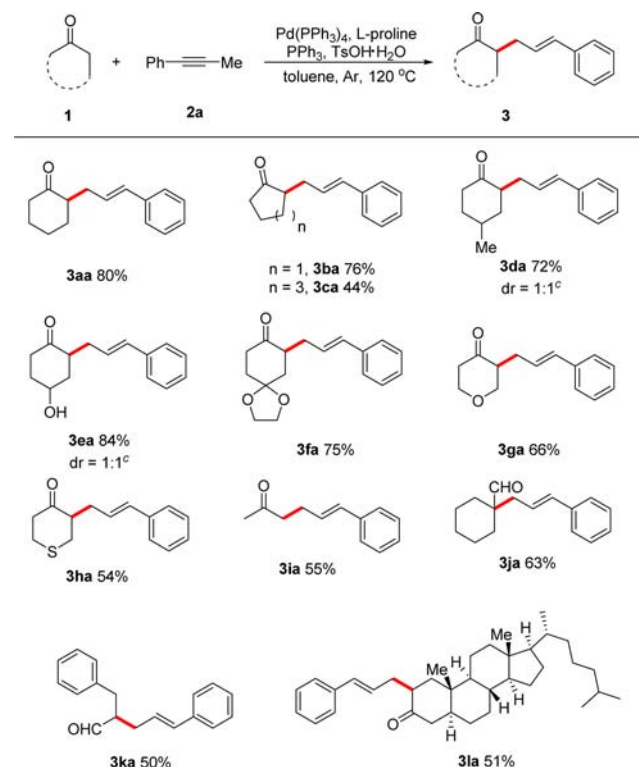 O
1
+
Ph
Me
2a
Pd(PPh3)4, L-proline
PPh3, TsOH·H2O
toluene, Ar, 120 °C
O
3
O
3aa 80%
O
n
n = 1, 3ba 76%
n = 3, 3ca 44%
O
Me
3da 72%
dr = 1:1c
O
OH
3ea 84%
dr = 1:1c
O
O
O
3fa 75%
O
O
3ga 66%
O
S
3ha 54%
O
3ia 55%
CHO
3ja 63%
OHC
3ka 50%
Me
H
Me
H
H
H
O
H
3la 51%